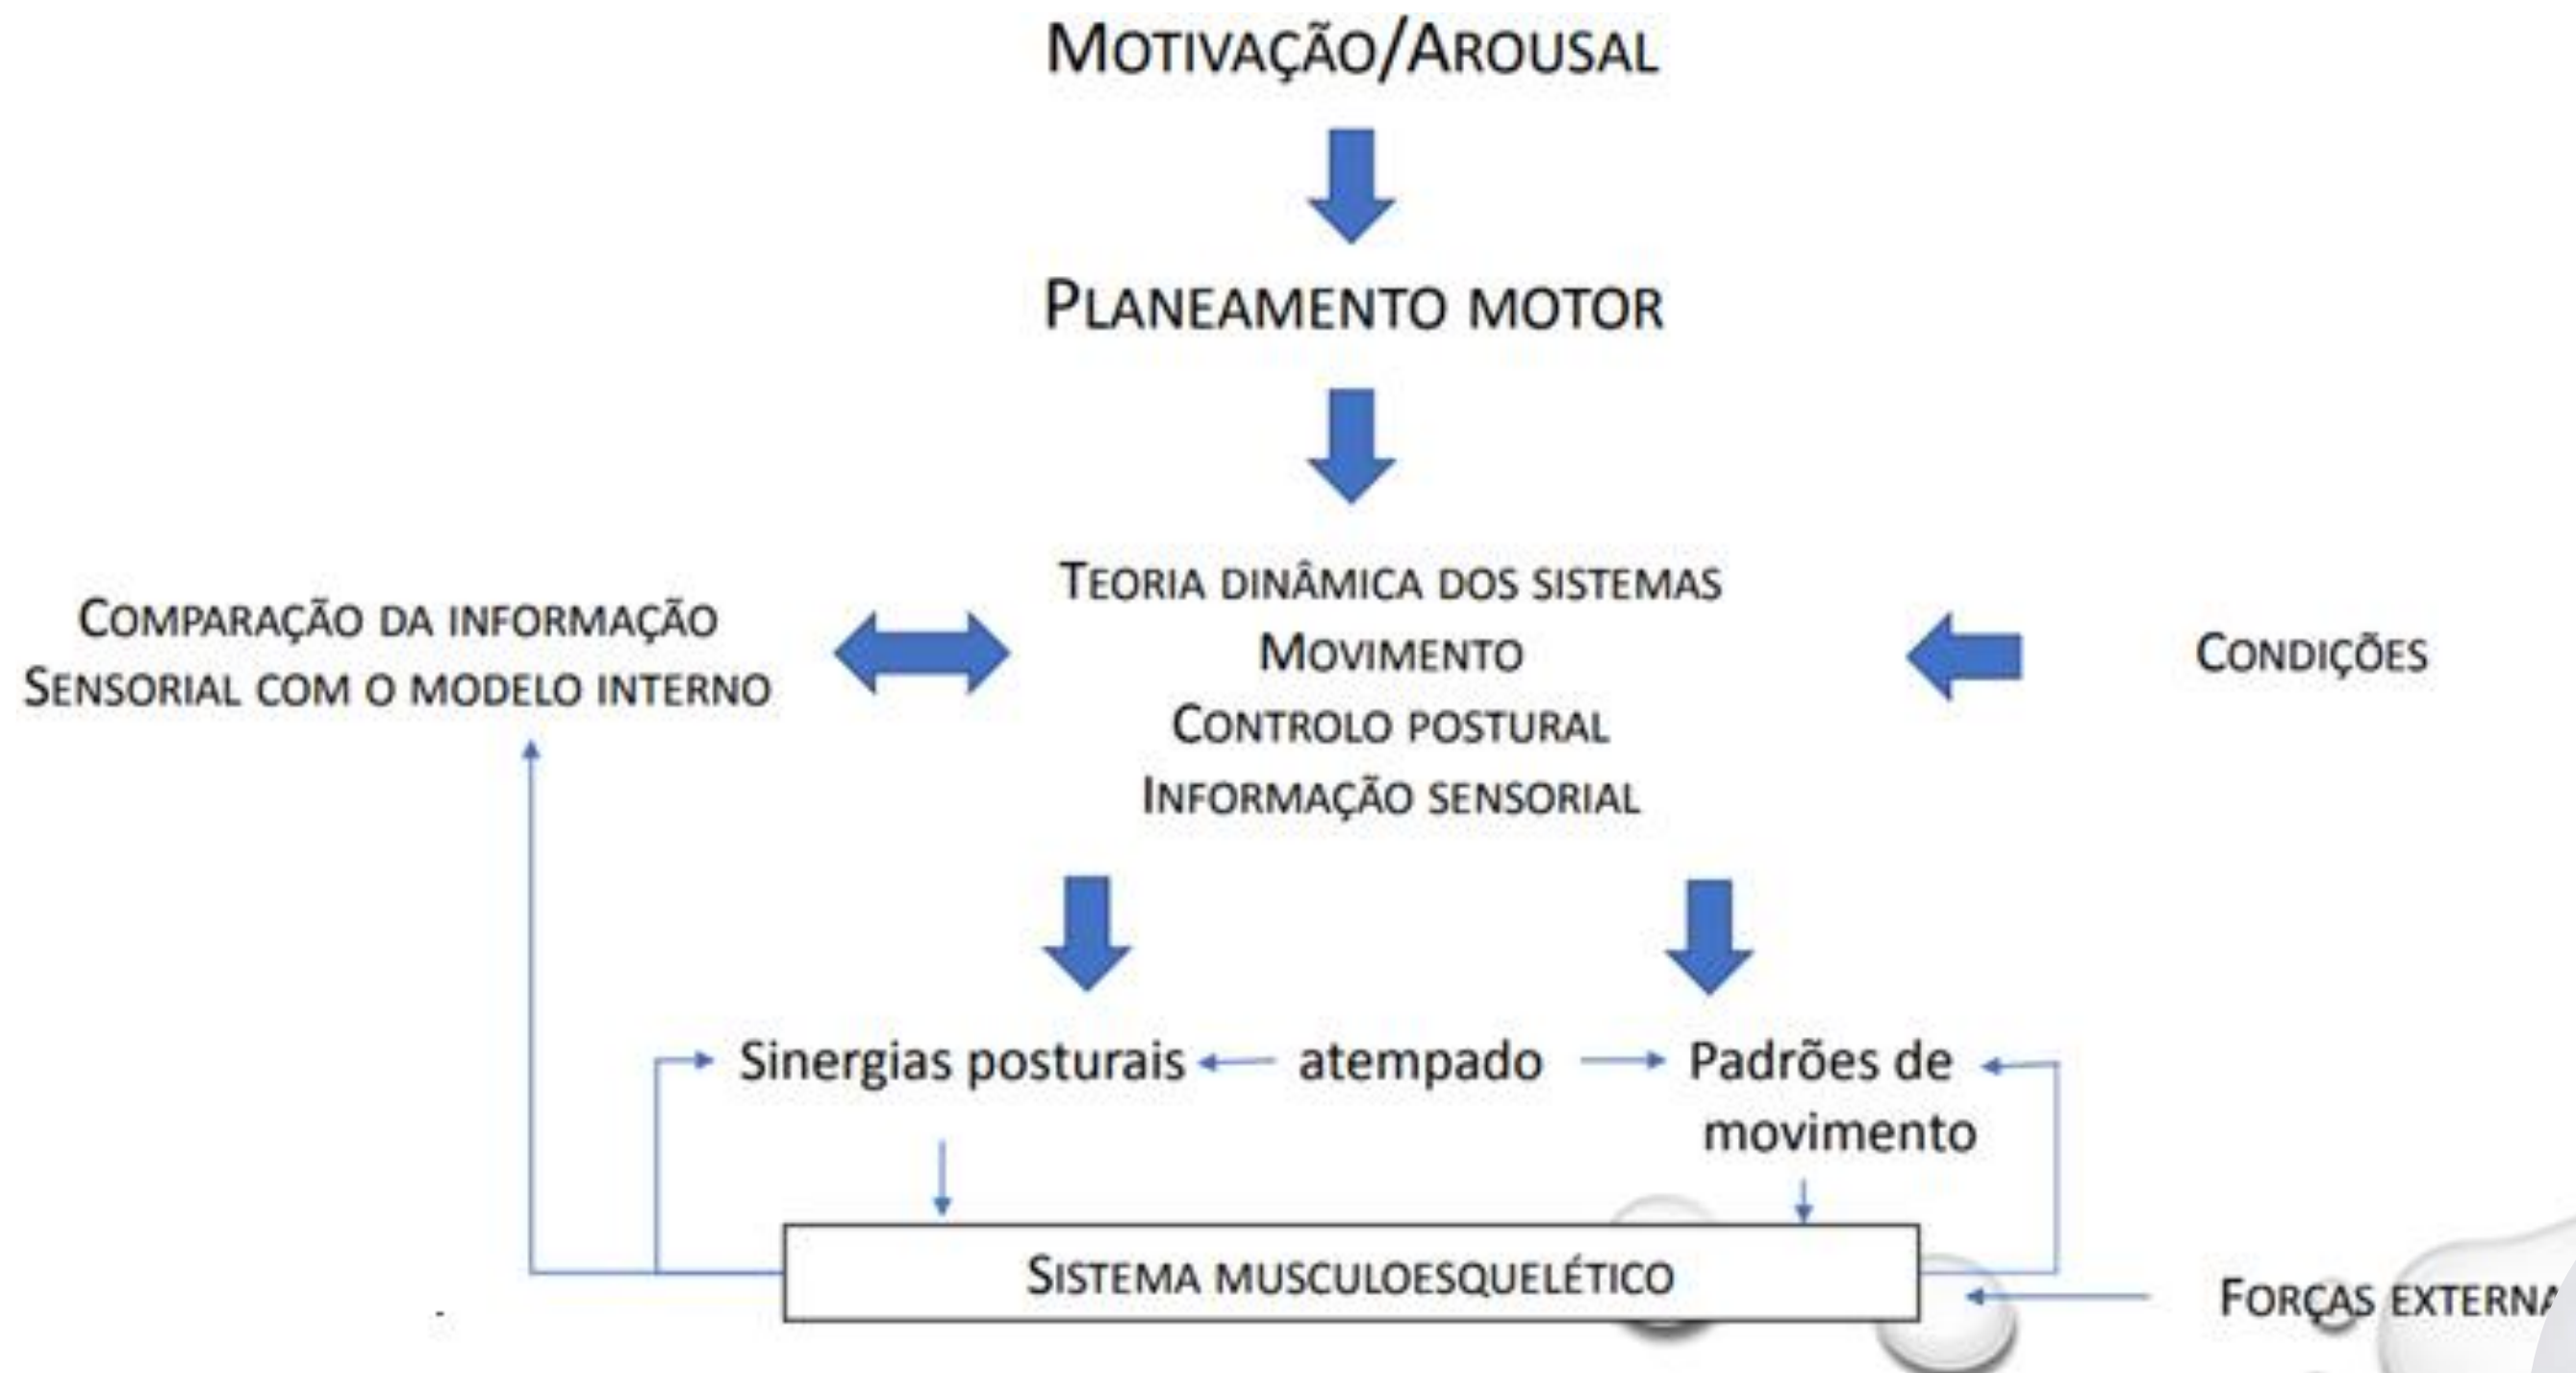 MOTIVAÇÃO/AROUSAL
PLANEAMENTO MOTOR
TEORIA DINÂMICA DOS SISTEMAS
MOVIMENTO
CONTROLO POSTURAL
INFORMAÇÃO SENSORIAL
COMPARAÇÃO DA INFORMAÇÃO
SENSORIAL COM O MODELO INTERNO
CONDIÇÕES
Sinergias posturais
atempado
Padrões de
movimento
SISTEMA MUSCULOESQUELÉTICO
FORÇAS